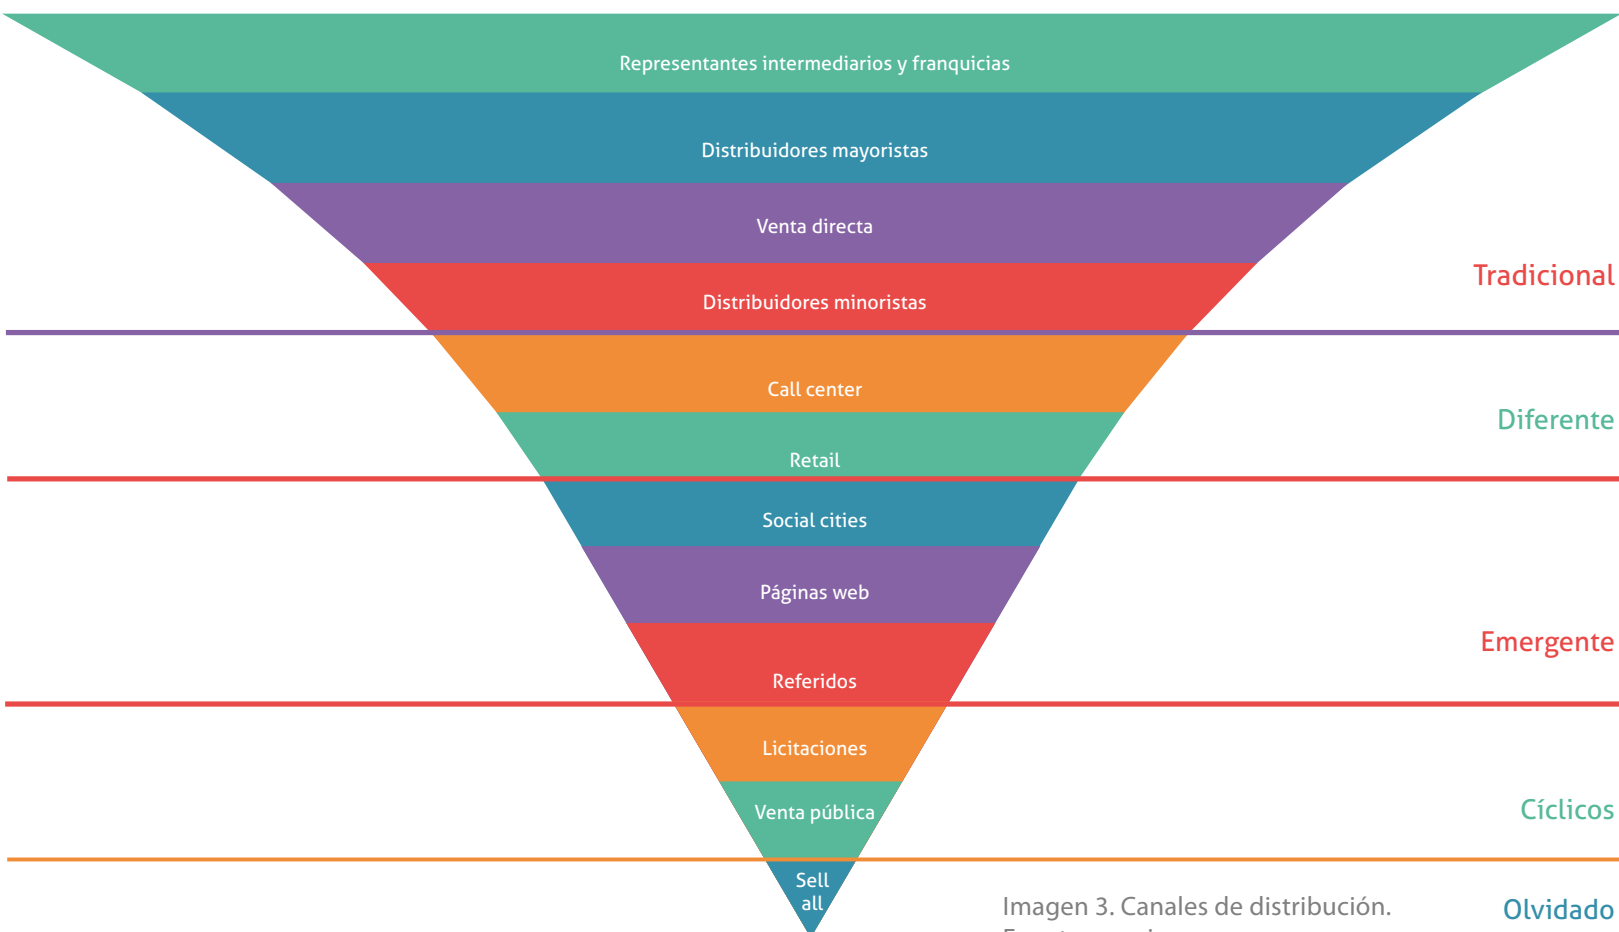 Representantes intermediarios y franquicias
Distribuidores mayoristas
Venta directa
Distribuidores minoristas
Tradicional
Call center
Diferente
Retail
Social cities
Páginas web
Emergente
Referidos
Licitaciones
Venta pública
Cíclicos
Sell
all
Imagen 3. Canales de distribución.
Olvidado